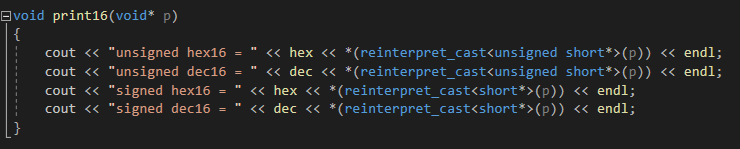 void print16(void* p)
{
    cout << "unsigned hex16 = " << hex << *(reinterpret_cast<unsigned short*>(p)) << endl;
    cout << "unsigned dec16 = " << dec << *(reinterpret_cast<unsigned short*>(p)) << endl;
    cout << "signed hex16 = " << hex << *(reinterpret_cast<short*>(p)) << endl;
    cout << "signed dec16 = " << dec << *(reinterpret_cast<short*>(p)) << endl;
}